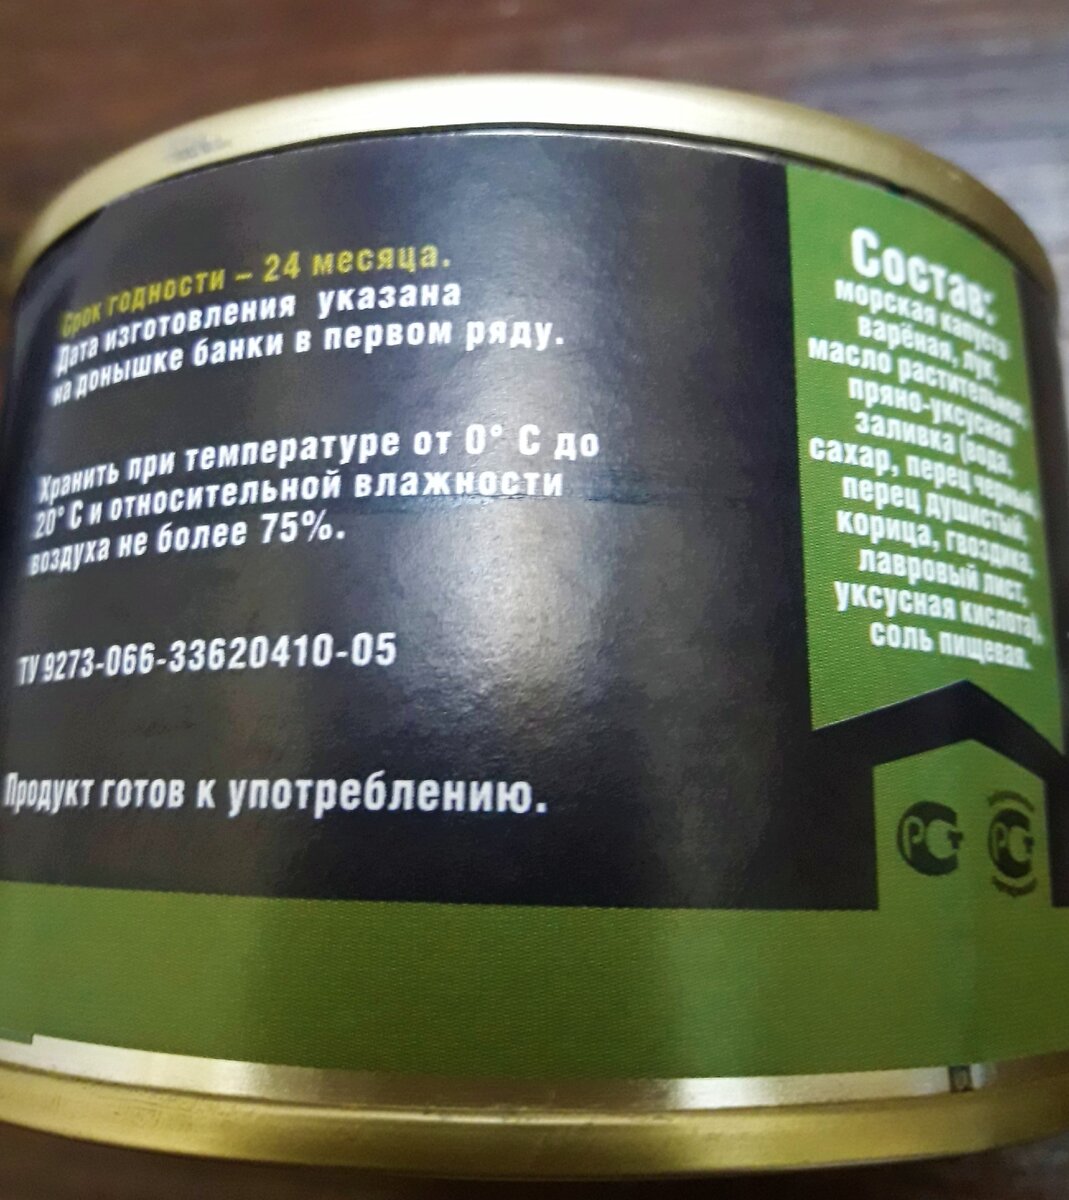 Срок годности – 24 месяца.
Дата изготовления указана
на донышке банки в первом ряду.
Хранить при температуре от 0° С до
20° С и относительной влажности
воздуха не более 75%.
ТУ 9273-066-33620410-05
Продукт готов к употреблению.
Состав:
морская капуста
варёная, лук,
масло растительное,
пряно-уксусная
заливка (вода,
сахар, перец черный,
перец душистый,
корица, гвоздика,
лавровый лист,
уксусная кислота),
соль пищевая.
РСТ РСТ